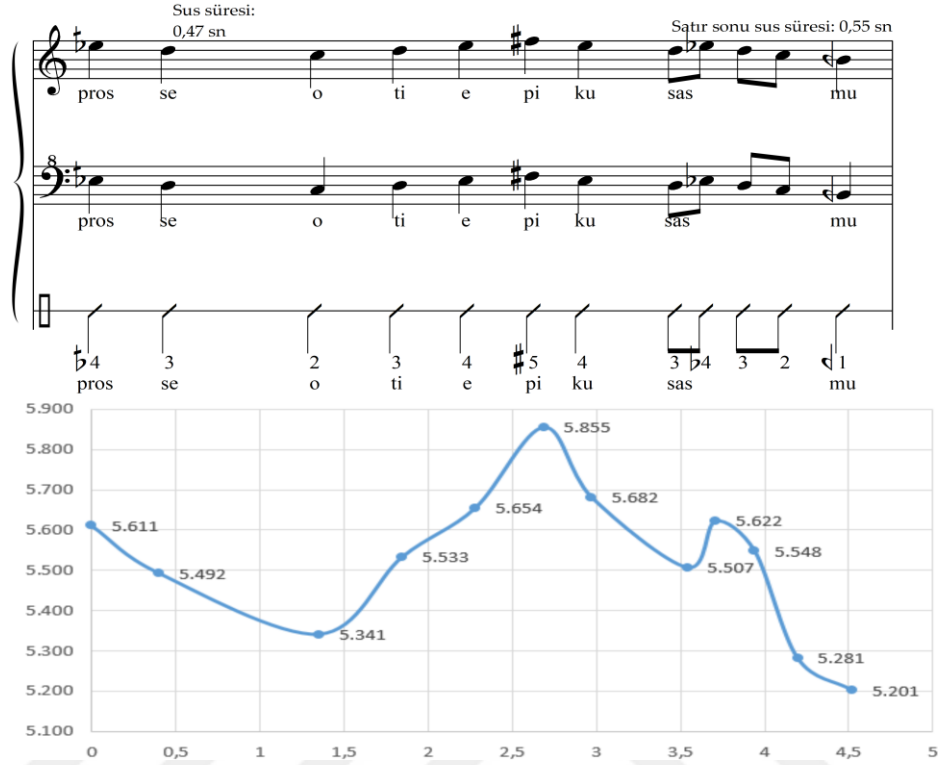 Sus süresi:
0,47 sn
Satır sonu sus süresi: 0,55 sn
pros se o ti e pi ku sas mu
8
pros se o ti e pi ku sas mu
4 3 2 3 4 5 4 3 4 3 2 1
pros se o ti e pi ku sas mu
5.900
5.800
5.700
5.600
5.500
5.400
5.300
5.200
5.100
5.611
5.492
5.341
5.533
5.654
5.855
5.682
5.507
5.622
5.548
5.281
5.201
0 0,5 1 1,5 2 2,5 3 3,5 4 4,5 5